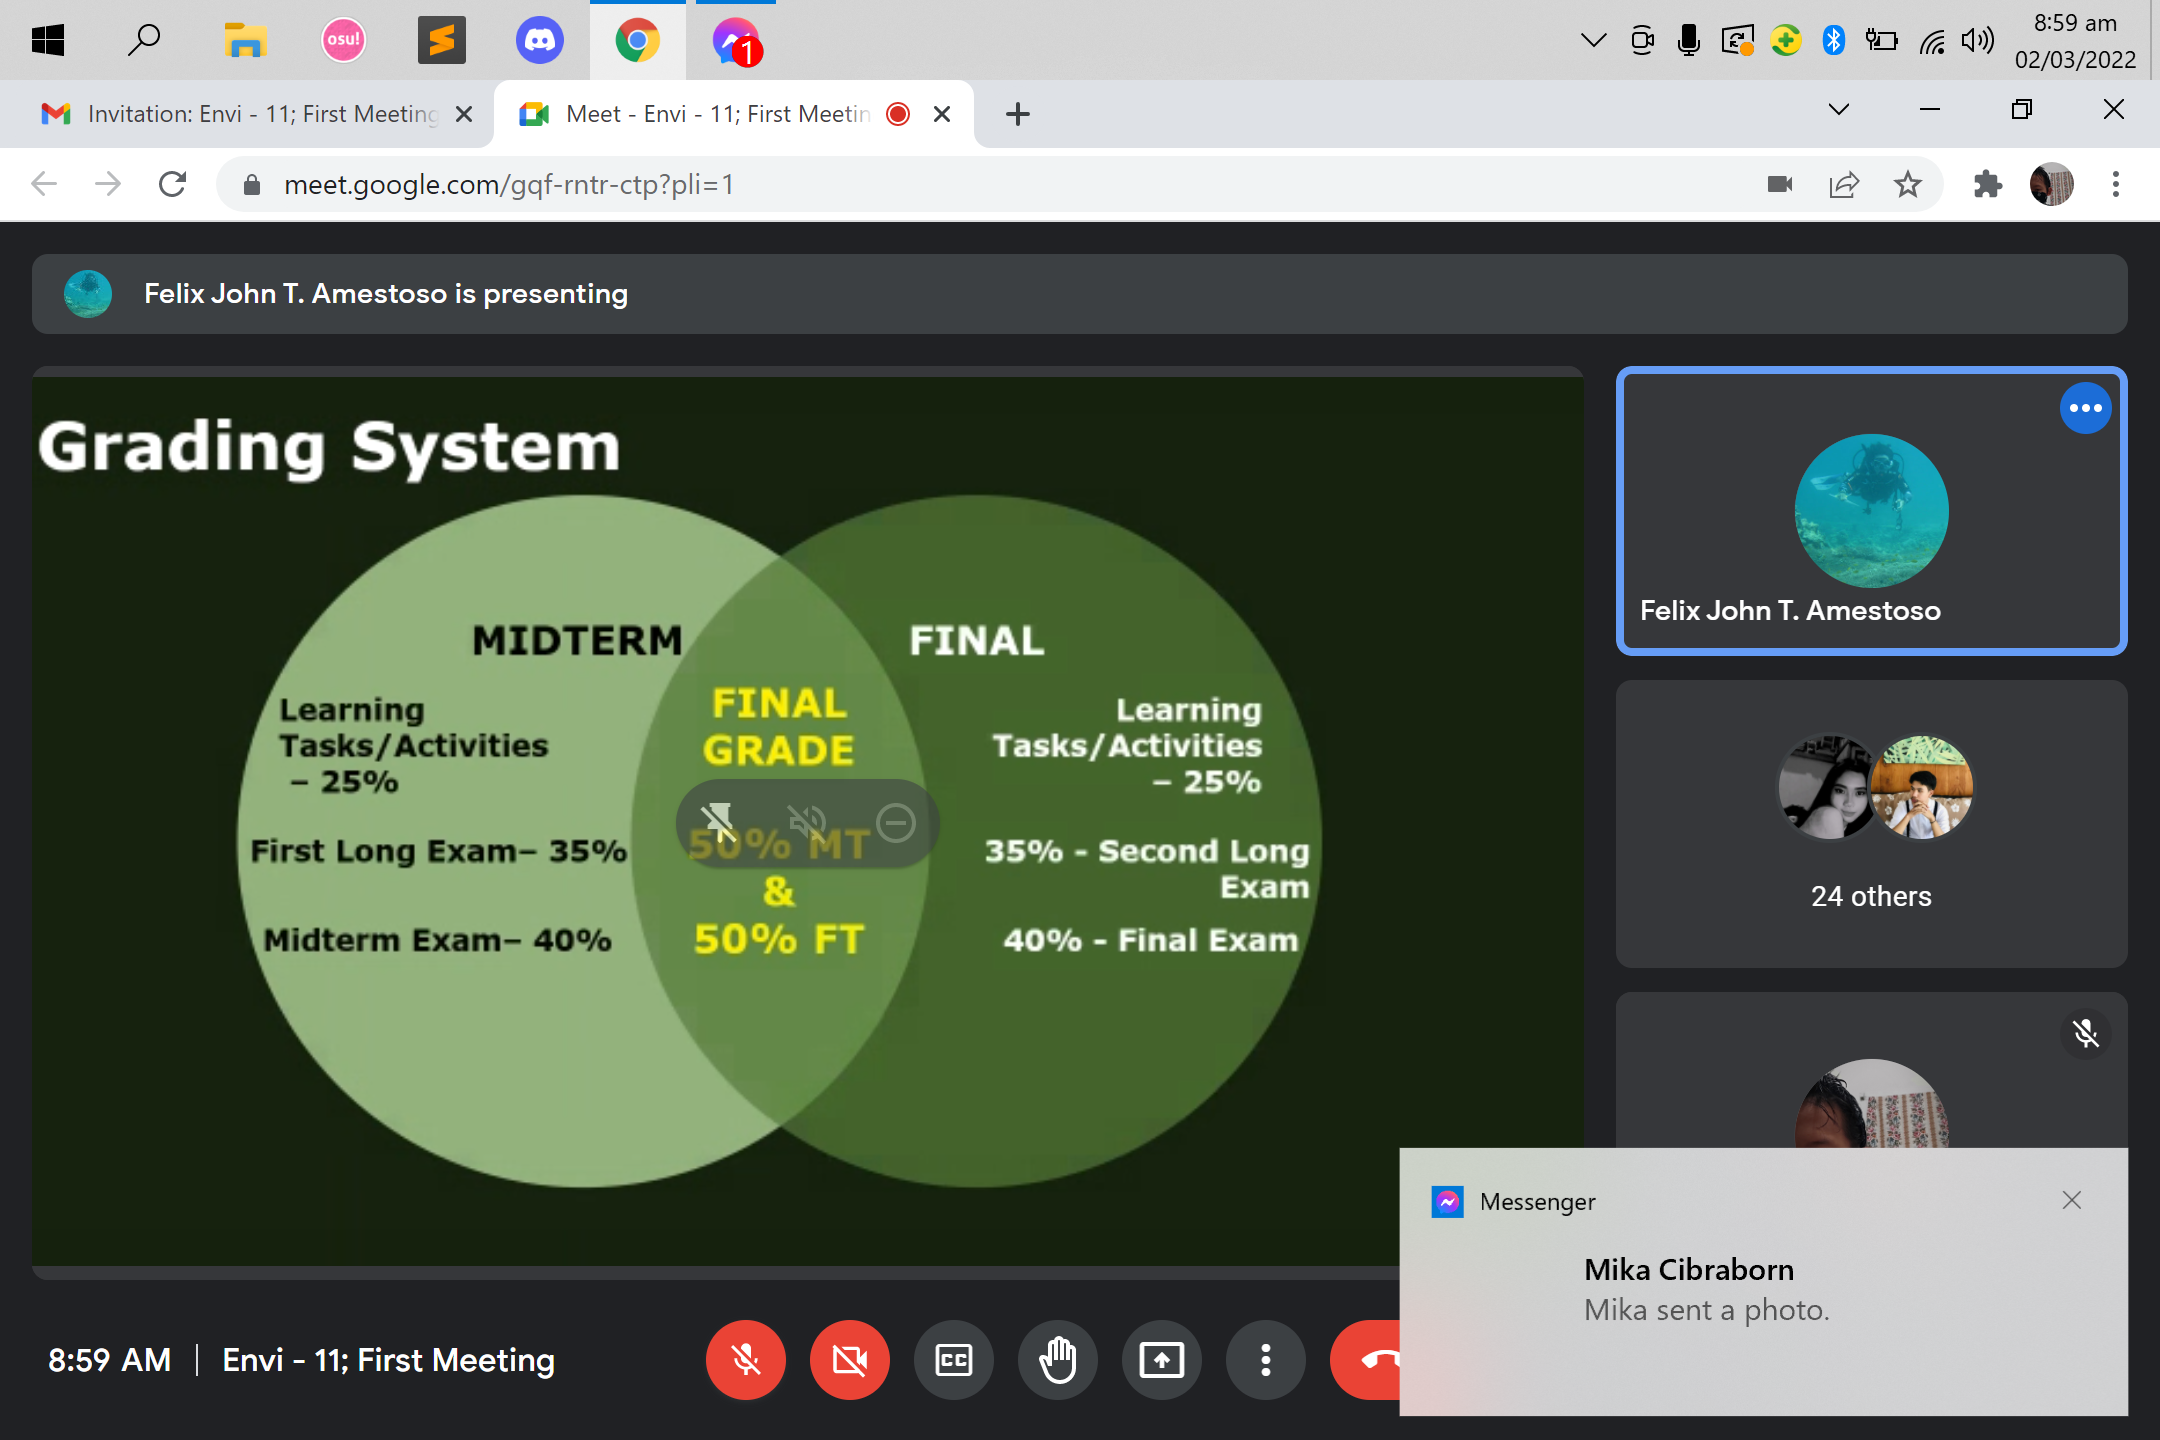 osu!
1
8:59 am
02/03/2022
Invitation: Envi - 11; First Meeting
Meet - Envi - 11; First Meetin
meet.google.com/gqf-rntr-ctp?pli=1
Felix John T. Amestoso is presenting
Grading System
MIDTERM
Learning
Tasks/Activities
– 25%
First Long Exam– 35%
Midterm Exam– 40%
FINAL
GRADE
50% MT
&
50% FT
FINAL
Learning
Tasks/Activities
– 25%
35% - Second Long
Exam
40% - Final Exam
Felix John T. Amestoso
24 others
Messenger
Mika Cibraborn
Mika sent a photo.
8:59 AM
Envi - 11; First Meeting
CC